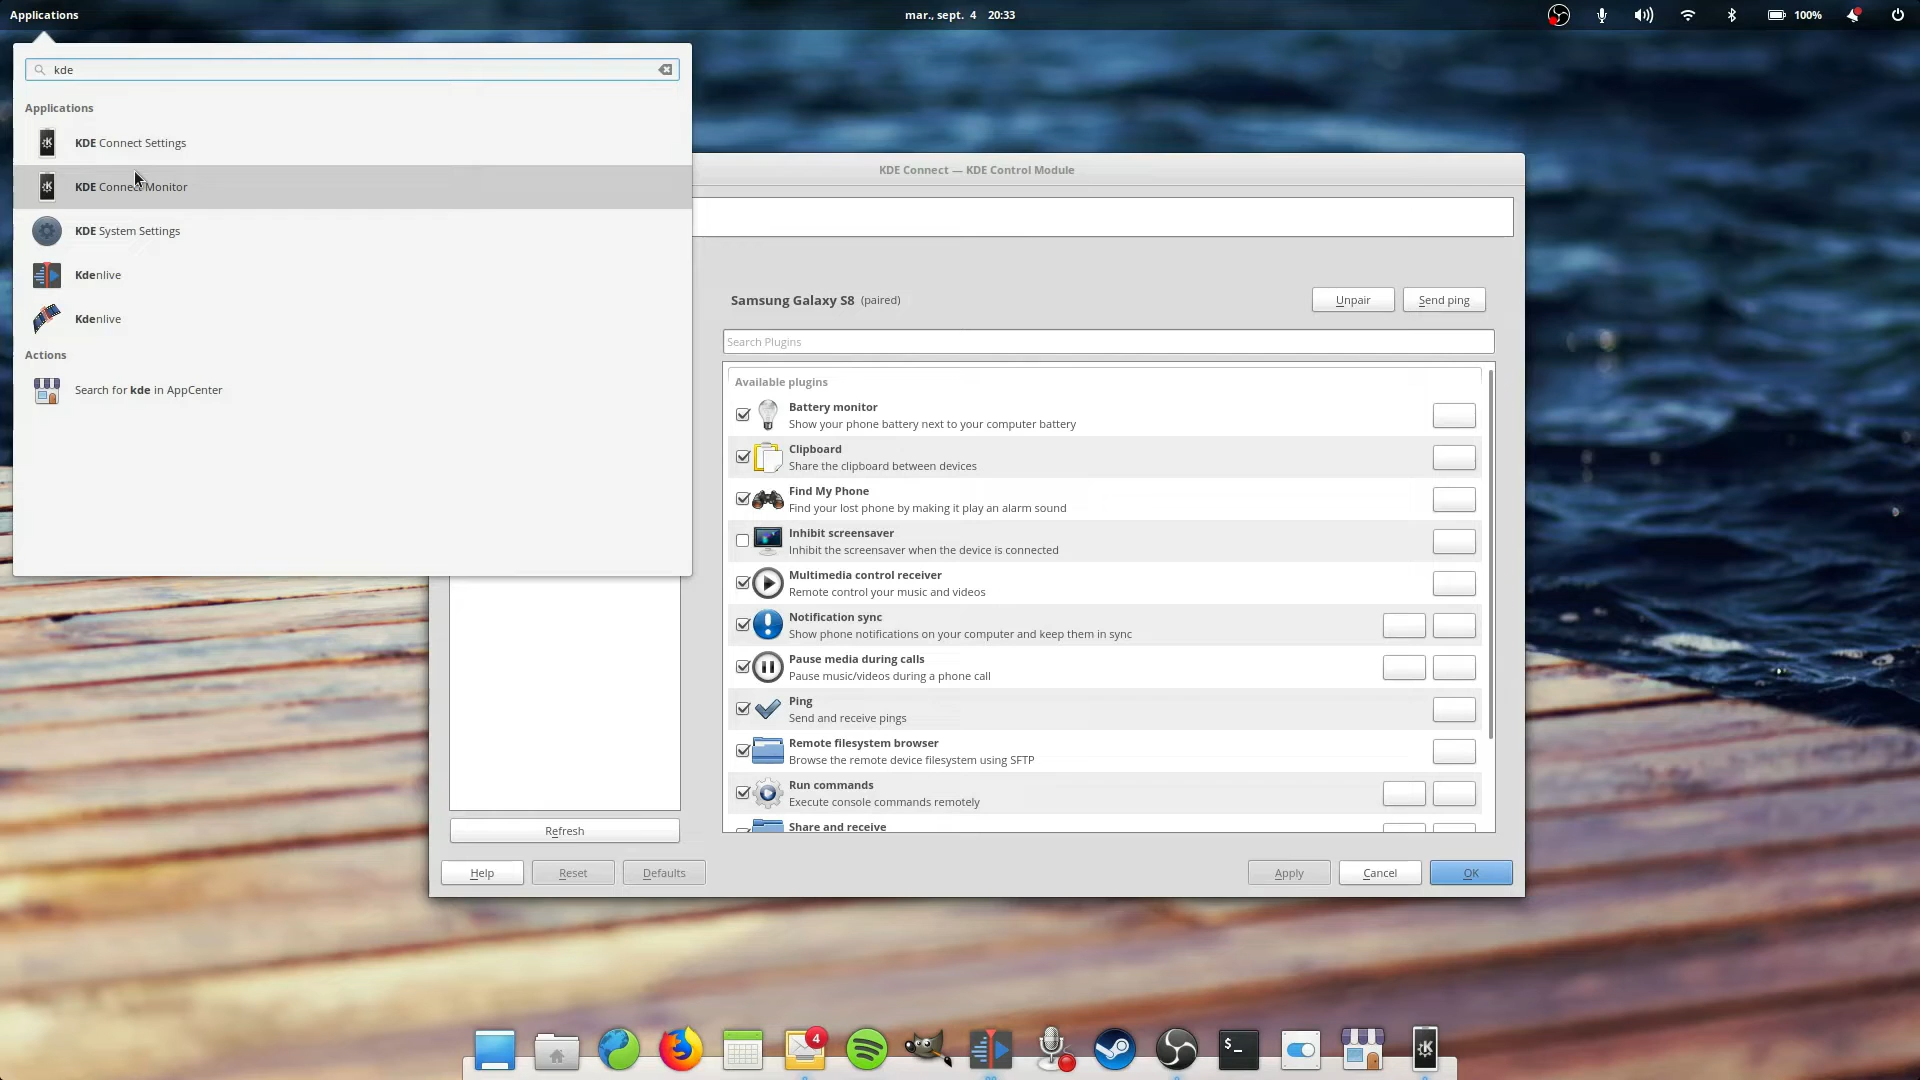 Applications
mar., sept. 4 20:33
100%
kde
Applications
KDE Connect Settings
KDE Connect Monitor
KDE System Settings
Kdenlive
Kdenlive
Actions
Search for kde in AppCenter
KDE Connect — KDE Control Module
Samsung Galaxy S8 (paired)
Unpair
Send ping
Search Plugins
Available plugins
Battery monitor
Show your phone battery next to your computer battery
Clipboard
Share the clipboard between devices
Find My Phone
Find your lost phone by making it play an alarm sound
Inhibit screensaver
Inhibit the screensaver when the device is connected
Multimedia control receiver
Remote control your music and videos
Notification sync
Show phone notifications on your computer and keep them in sync
Pause media during calls
Pause music/videos during a phone call
Ping
Send and receive pings
Remote filesystem browser
Browse the remote device filesystem using SFTP
Run commands
Execute console commands remotely
Share and receive
Refresh
Help
Reset
Defaults
Apply
Cancel
OK
4
$_